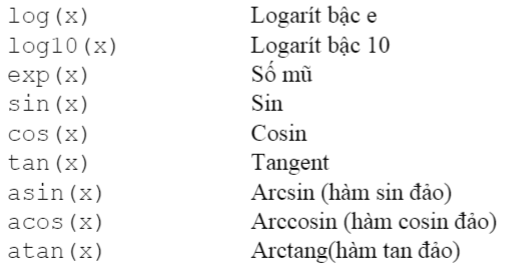 log(x) Logarít bậc e
log10(x) Logarít bậc 10
exp(x) Số mũ
sin(x) Sin
cos(x) Cosin
tan(x) Tangent
asin(x) Arcsin (hàm sin đảo)
acos(x) Arccosin (hàm cosin đảo)
atan(x) Arctang(hàm tan đảo)